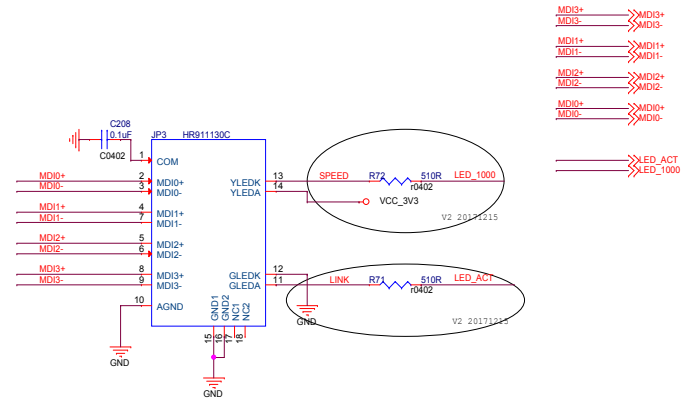 MDI3+
MDI3-
MDI3+
MDI3-
MDI1+
MDI1-
MDI1+
MDI1-
MDI2+
MDI2-
MDI2+
MDI2-
MDI0+
MDI0-
MDI0+
MDI0-
LED_ACT
LED_1000
C208
0.1uF
C0402
JP3 HR911130C
1 COM
MDI0+ 2 MDI0+
MDI0- 3 MDI0-
MDI1+ 4 MDI1+
MDI1- 7 MDI1-
MDI2+ 5 MDI2+
MDI2- 6 MDI2-
MDI3+ 8 MDI3+
MDI3- 9 MDI3-
10 AGND
GND
YLEDK 13 SPEED R72 510R LED_1000
r0402
YLEDA 14
VCC_3V3
V2 20171215
GLEDK 12
GLEDA 11 LINK R71 510R LED_ACT
r0402
GND
V2 20171215
GND1
GND2
NC1
NC2
15
16
17
18
GND